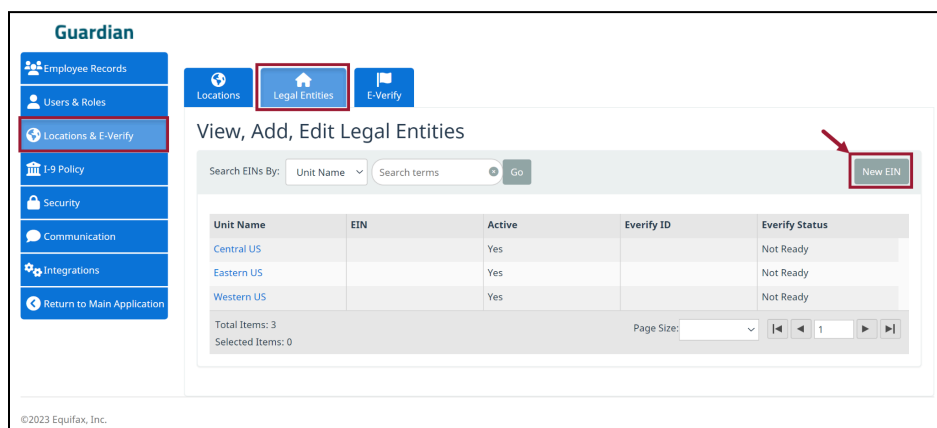 Guardian
Employee Records
Users & Roles
Locations & E-Verify
I-9 Policy
Security
Communication
Integrations
Return to Main Application
Locations
Legal Entities
E-Verify
View, Add, Edit Legal Entities
Search EINs By: Unit Name Search terms Go New EIN
Unit Name EIN Active Everify ID Everify Status
Central US Yes Not Ready
Eastern US Yes Not Ready
Western US Yes Not Ready
Total Items: 3 Page Size: 1
Selected Items: 0
©2023 Equifax, Inc.